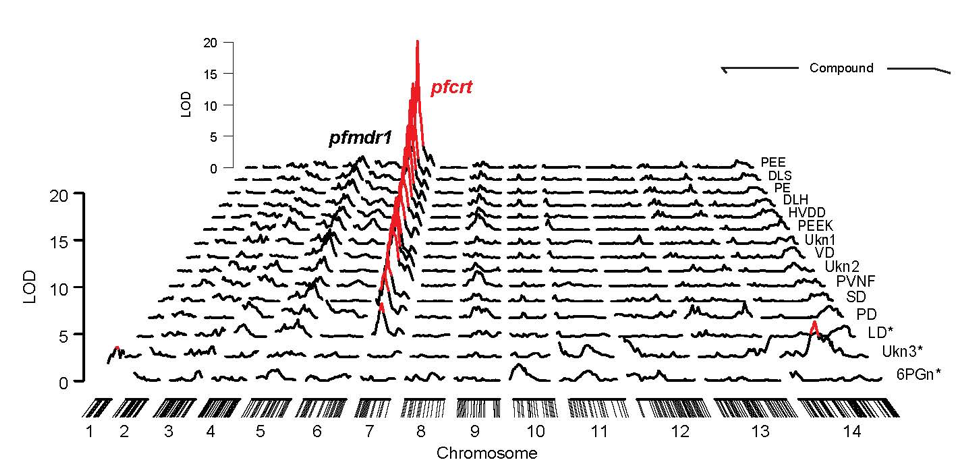 20
15
10
5
0
LOD
pfcrt
pfmdr1
Compound
PEE
DLS
PE
DLH
HVDD
PEEK
Ukn1
VD
Ukn2
PVNF
SD
PD
LD*
Ukn3*
6PGn*
20
15
10
5
0
LOD
1 2 3 4 5 6 7 8 9 10 11 12 13 14
Chromosome